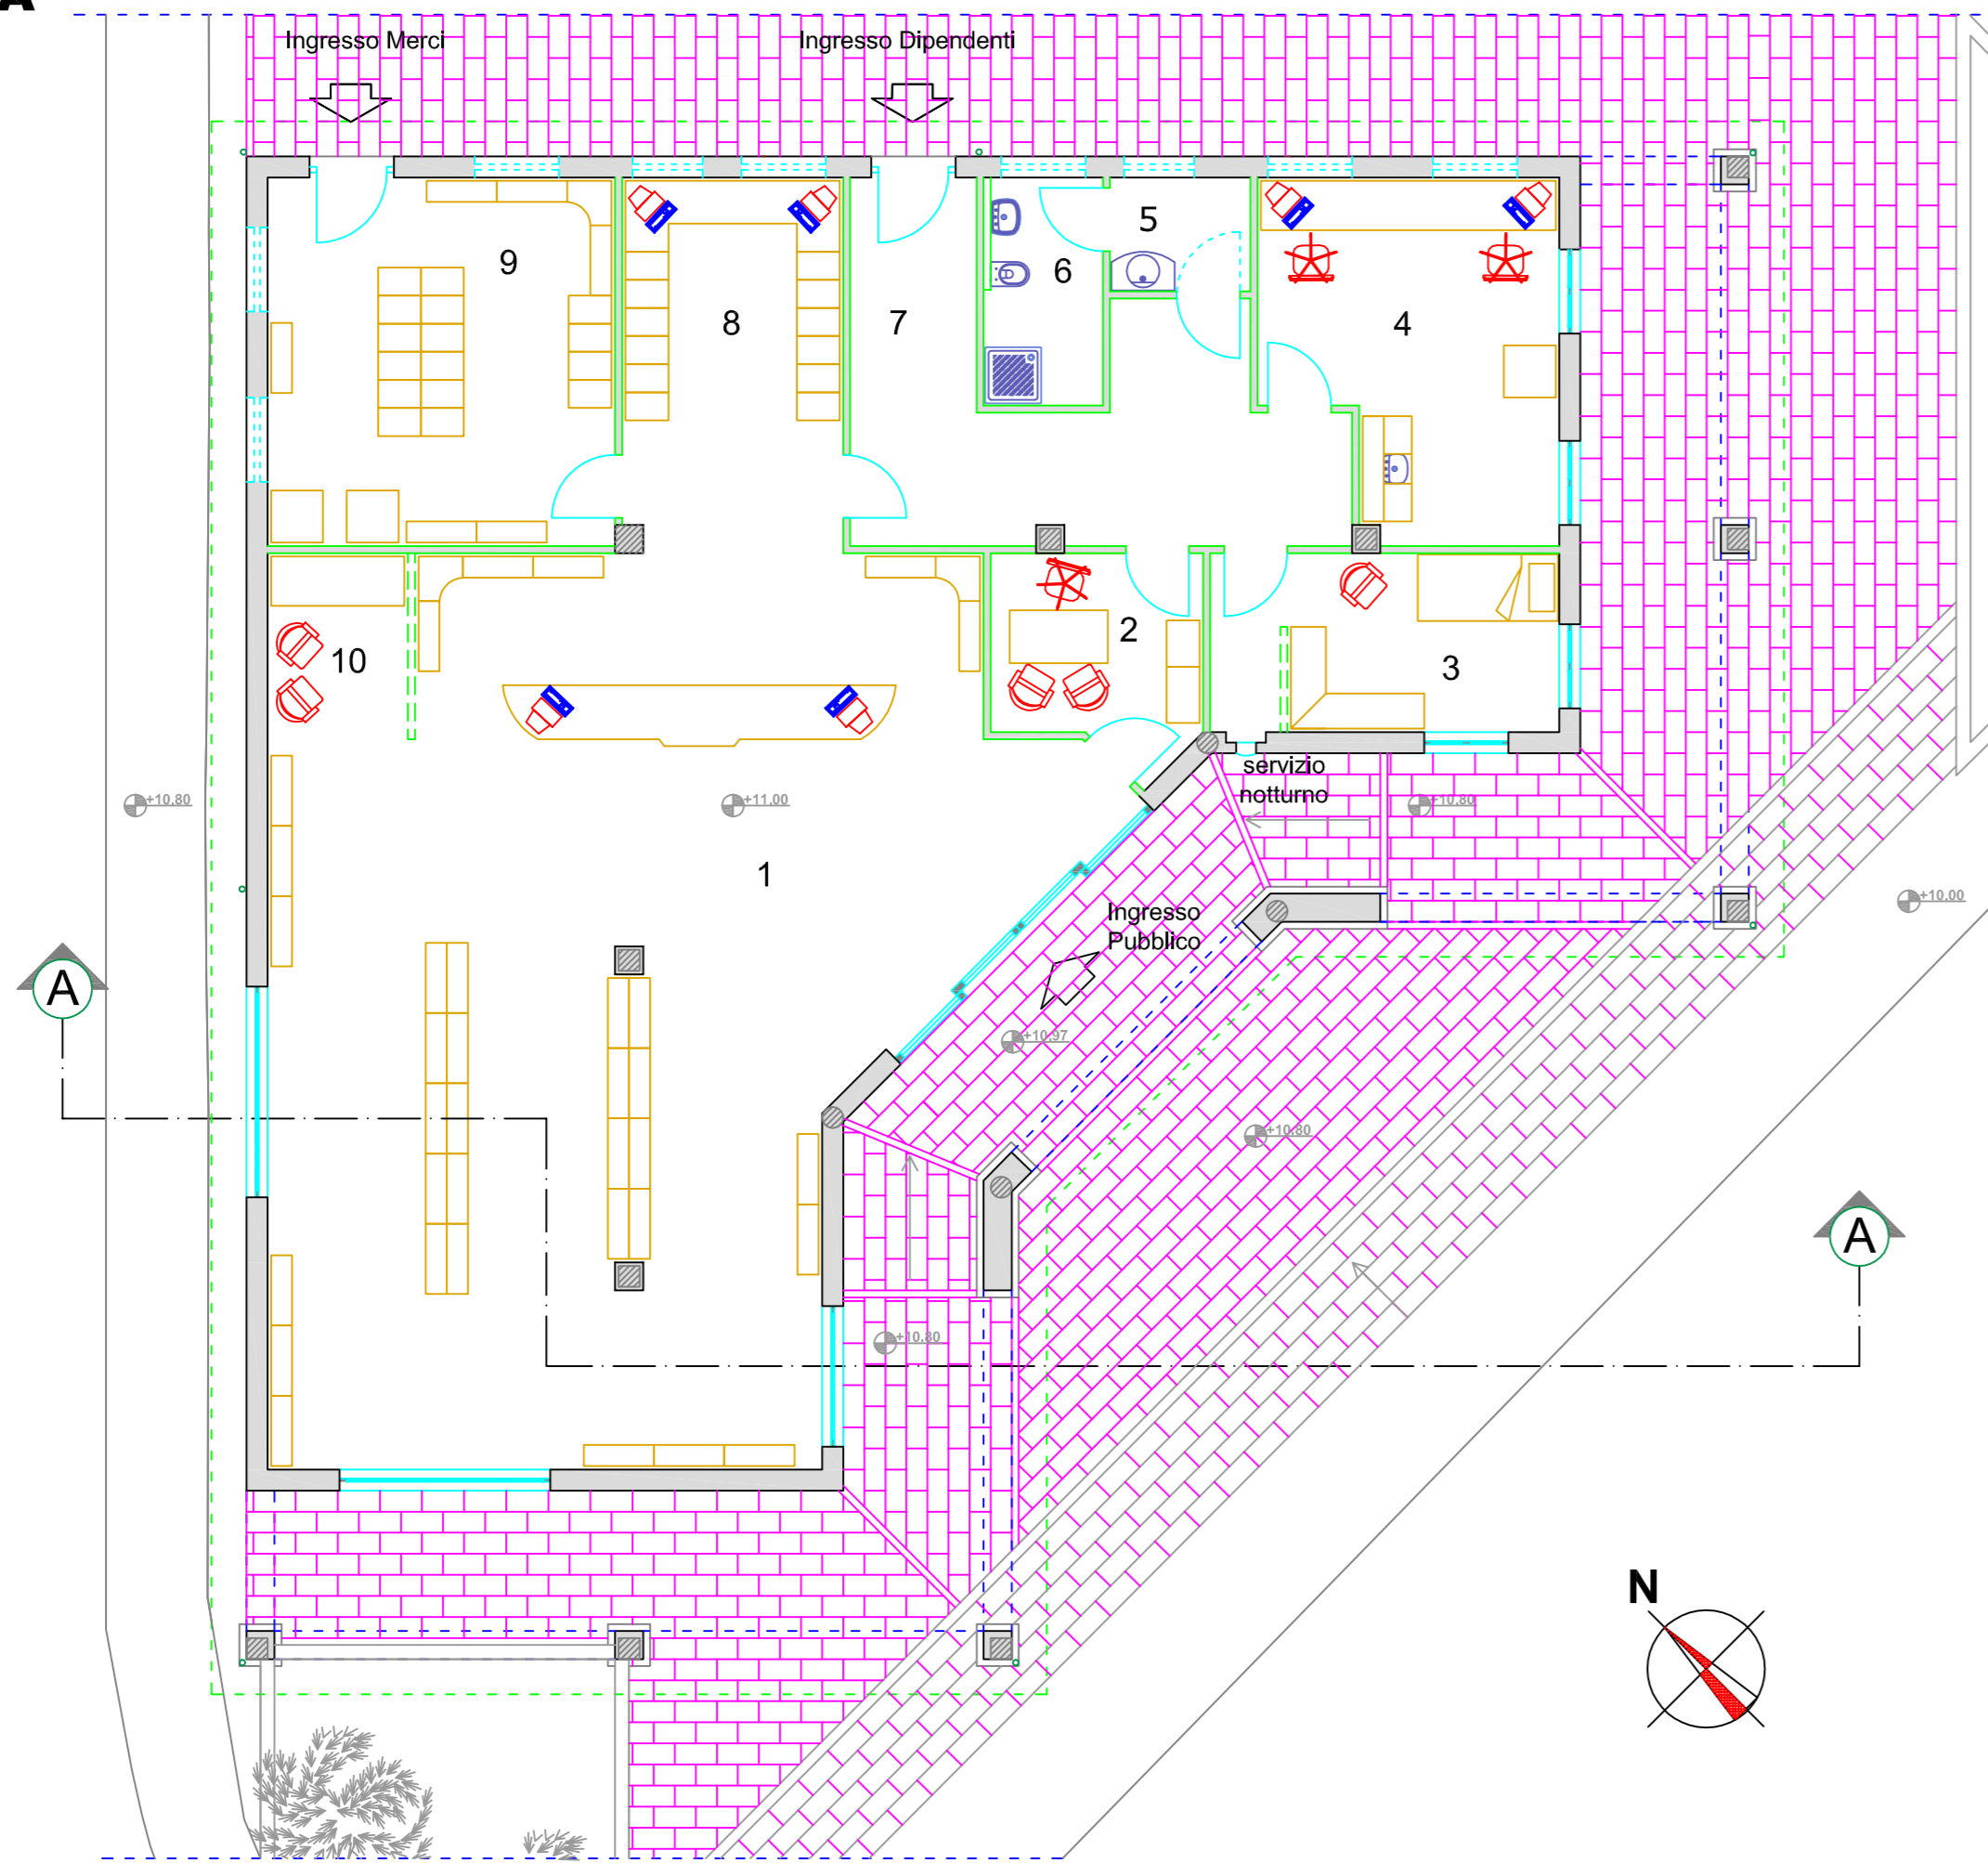 A
Ingresso Merci
Ingresso Dipendenti
9
8
7
6
5
4
10
2
3
servizio
notturno
+10.80
+11.00
+10.80
1
+10.00
Ingresso
Pubblico
A
+10.97
+10.80
A
+10.80
N